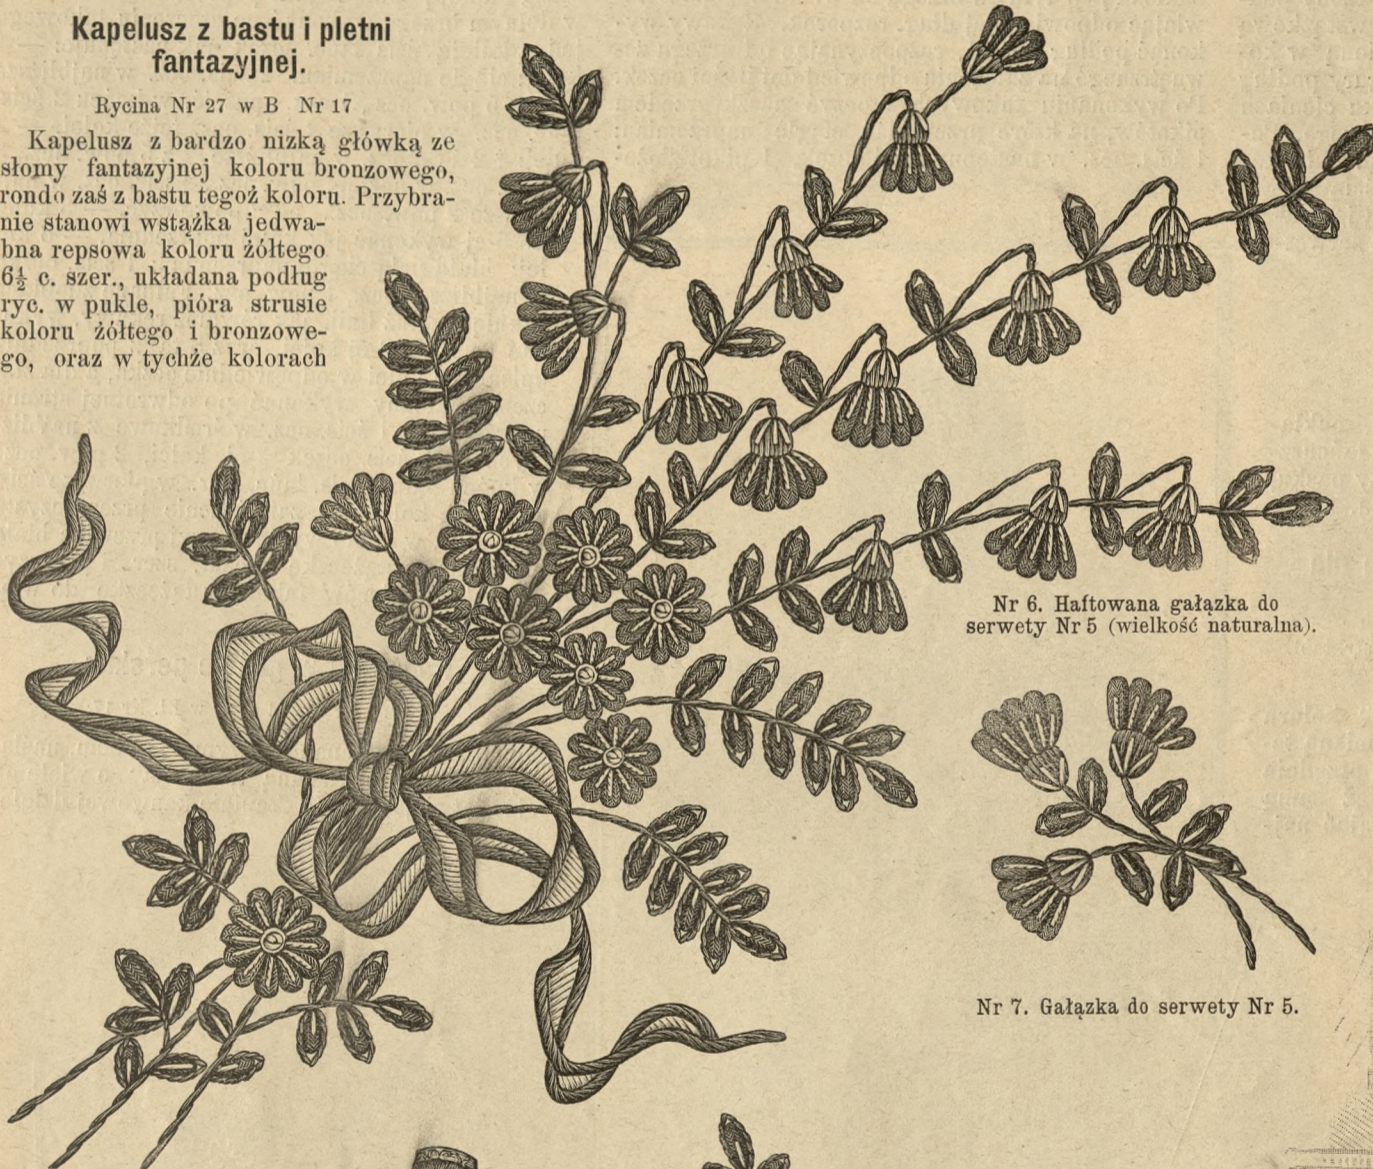 Kapelusz z bastu i pletni
fantazyjnej.
Rycina Nr 27 w B Nr 17
Kapelusz z bardzo nizką główką ze
słomy fantazyjnej koloru bronzowego,
rondo zaś z bastu tegoż koloru. Przybra-
nie stanowi wstążka jedwa-
bna repsowa koloru żółtego
6½ c. szer., układana podług
ryc. w pukle, pióra strusie
koloru żółtego i bronzowe-
go, oraz w tychże kolorach
Nr 6. Haftowana gałązka do
serwety Nr 5 (wielkość naturalna).
Nr 7. Gałązka do serwety Nr 5.